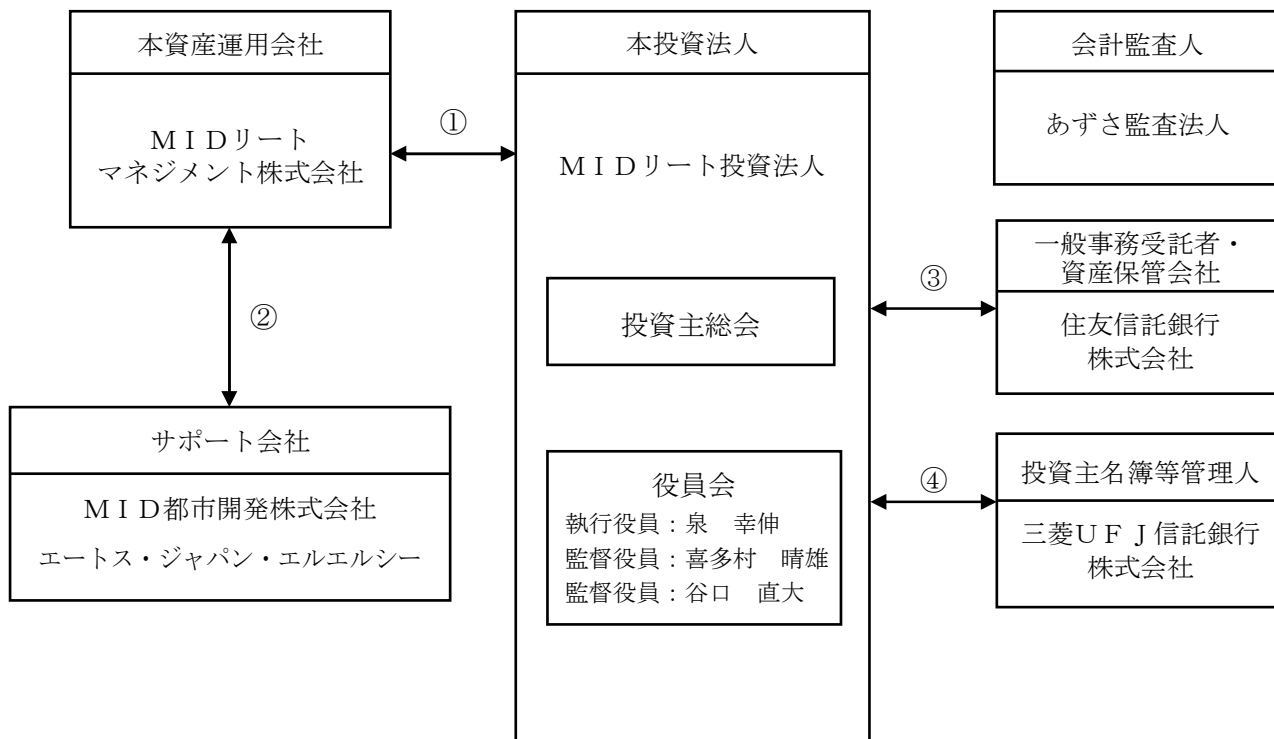 本資産運用会社
ＭＩＤリート
マネジメント株式会社
①
②
サポート会社
ＭＩＤ都市開発株式会社
エートス・ジャパン・エルエルシー
本投資法人
ＭＩＤリート投資法人
投資主総会
役員会
執行役員：泉　幸伸
監督役員：喜多村　晴雄
監督役員：谷口　直大
会計監査人
あずさ監査法人
③
一般事務受託者・
資産保管会社
住友信託銀行
株式会社
④
投資主名簿等管理人
三菱ＵＦＪ信託銀行
株式会社